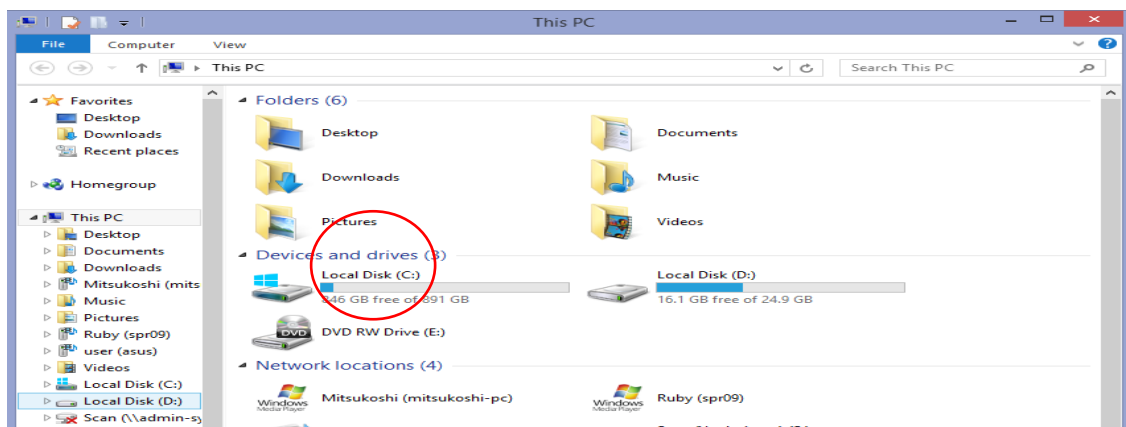 This PC
File Computer View
This PC
Search This PC
Favorites
Desktop
Downloads
Recent places
Homegroup
This PC
Desktop
Documents
Downloads
Mitsukoshi (mits
Music
Pictures
Ruby (spr09)
user (asus)
Videos
Local Disk (C:)
Local Disk (D:)
Scan (\\admin-sy
Folders (6)
Desktop
Documents
Downloads
Music
Pictures
Videos
Devices and drives (3)
Local Disk (C:)
846 GB free of 891 GB
Local Disk (D:)
16.1 GB free of 24.9 GB
DVD
DVD RW Drive (E:)
Network locations (4)
Windows
Media Player
Mitsukoshi (mitsukoshi-pc)
Windows
Media Player
Ruby (spr09)